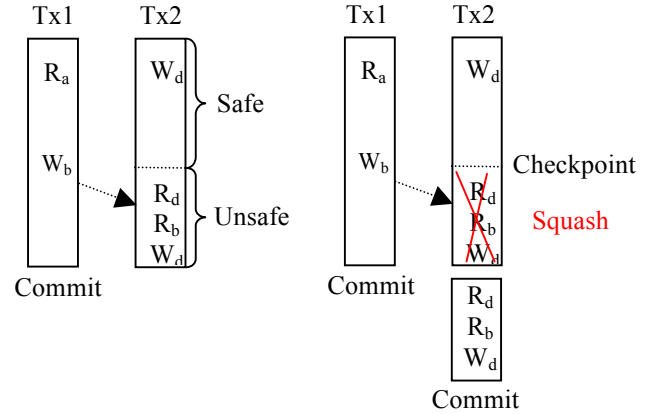 Tx1 Tx2
Ra Wd
Safe
Wb
Rd
Rb
Wd
Unsafe
Commit
Tx1 Tx2
Ra Wd
Wb
Checkpoint
Rd
Rb
Wd
Squash
Commit
Rd
Rb
Wd
Commit